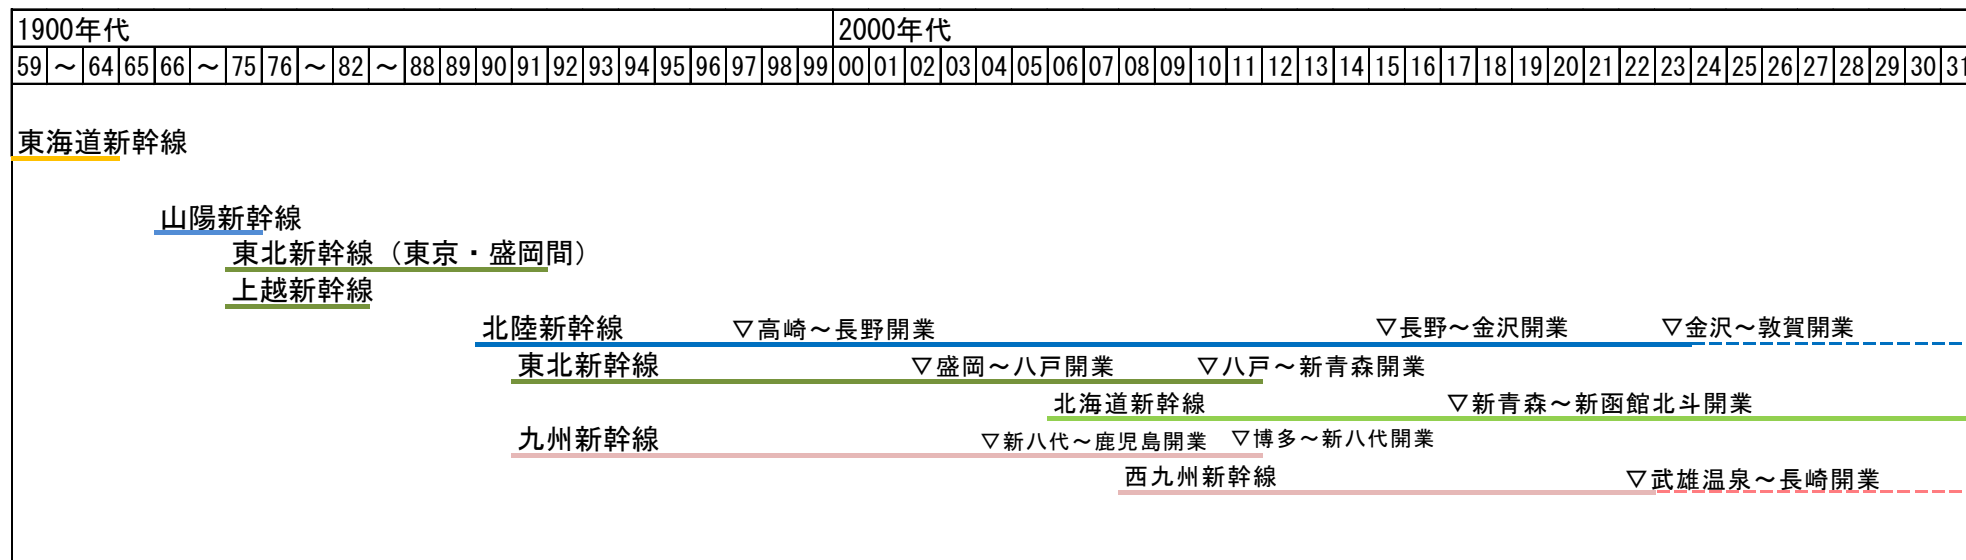 1900年代 2000年代
59 ～ 64 65 66 ～ 75 76 ～ 82 ～ 88 89 90 91 92 93 94 95 96 97 98 99 00 01 02 03 04 05 06 07 08 09 10 11 12 13 14 15 16 17 18 19 20 21 22 23 24 25 26 27 28 29 30 31
東海道新幹線
山陽新幹線
東北新幹線（東京・盛岡間）
上越新幹線
北陸新幹線 ▽高崎～長野開業 ▽長野～金沢開業 ▽金沢～敦賀開業
東北新幹線 ▽盛岡～八戸開業 ▽八戸～新青森開業
北海道新幹線 ▽新青森～新函館北斗開業
九州新幹線 ▽新八代～鹿児島開業 ▽博多～新八代開業
西九州新幹線 ▽武雄温泉～長崎開業